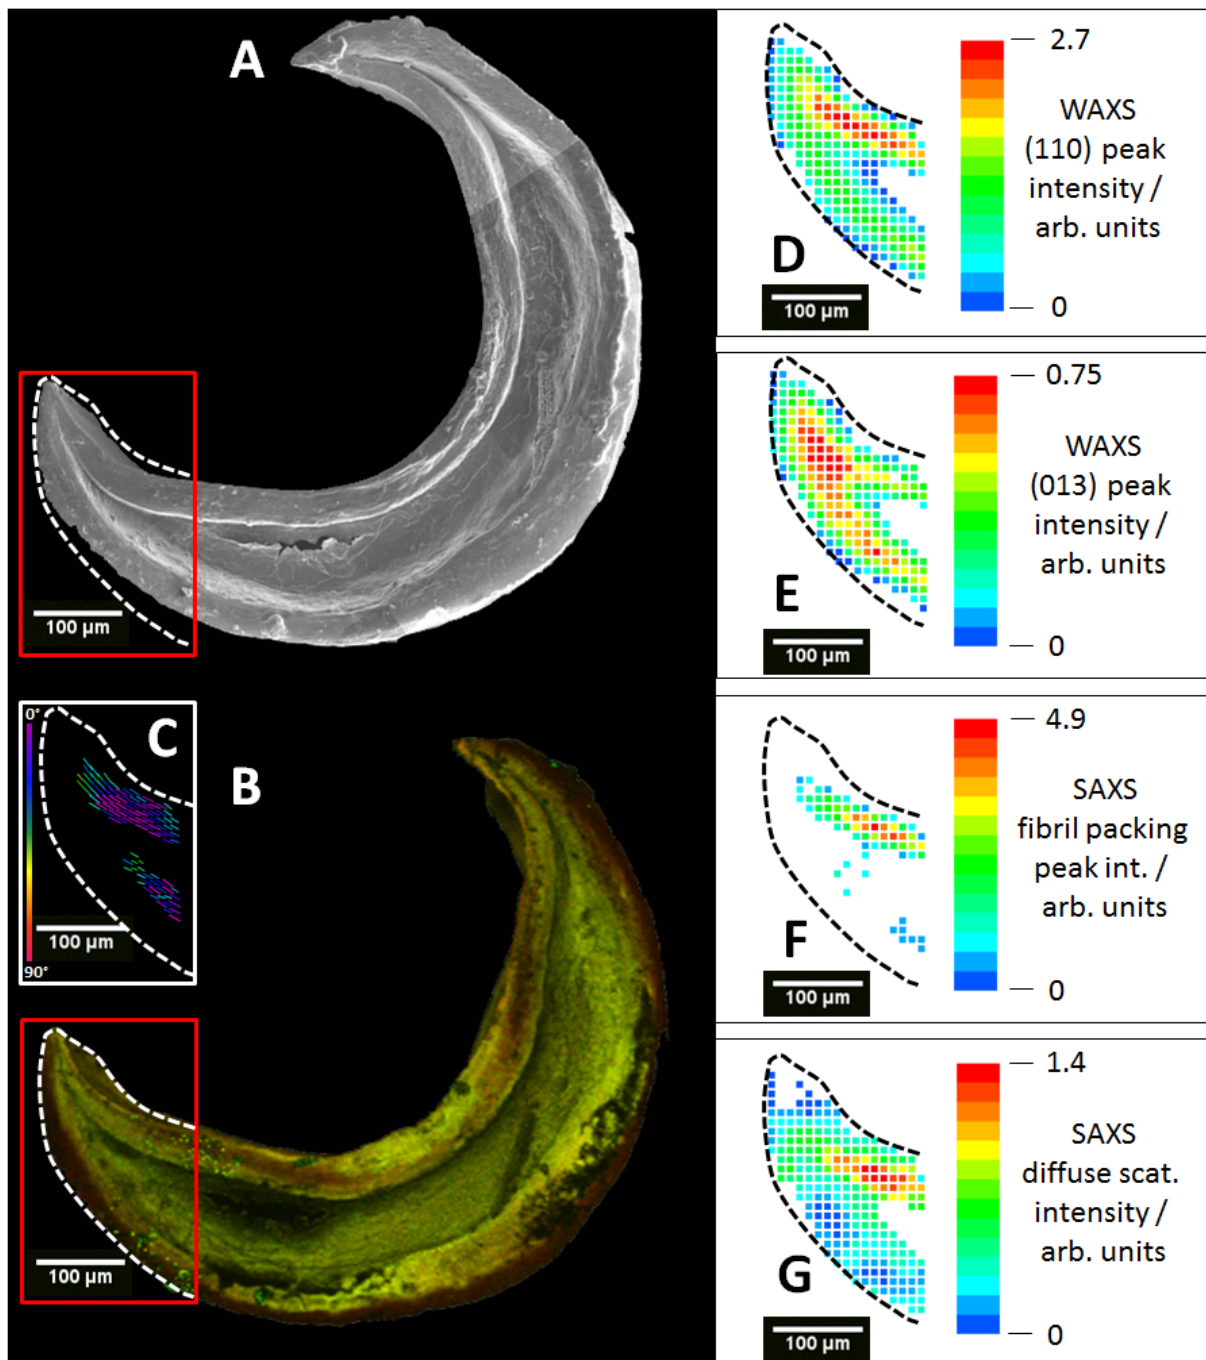 A
100 µm
0°
C
90°
100 µm
B
100 µm
2.7
WAXS
(110) peak
intensity /
arb. units
0
D
100 µm
0.75
WAXS
(013) peak
intensity /
arb. units
0
E
100 µm
4.9
SAXS
fibril packing
peak int. /
arb. units
0
F
100 µm
1.4
SAXS
diffuse scat.
intensity /
arb. units
0
G
100 µm